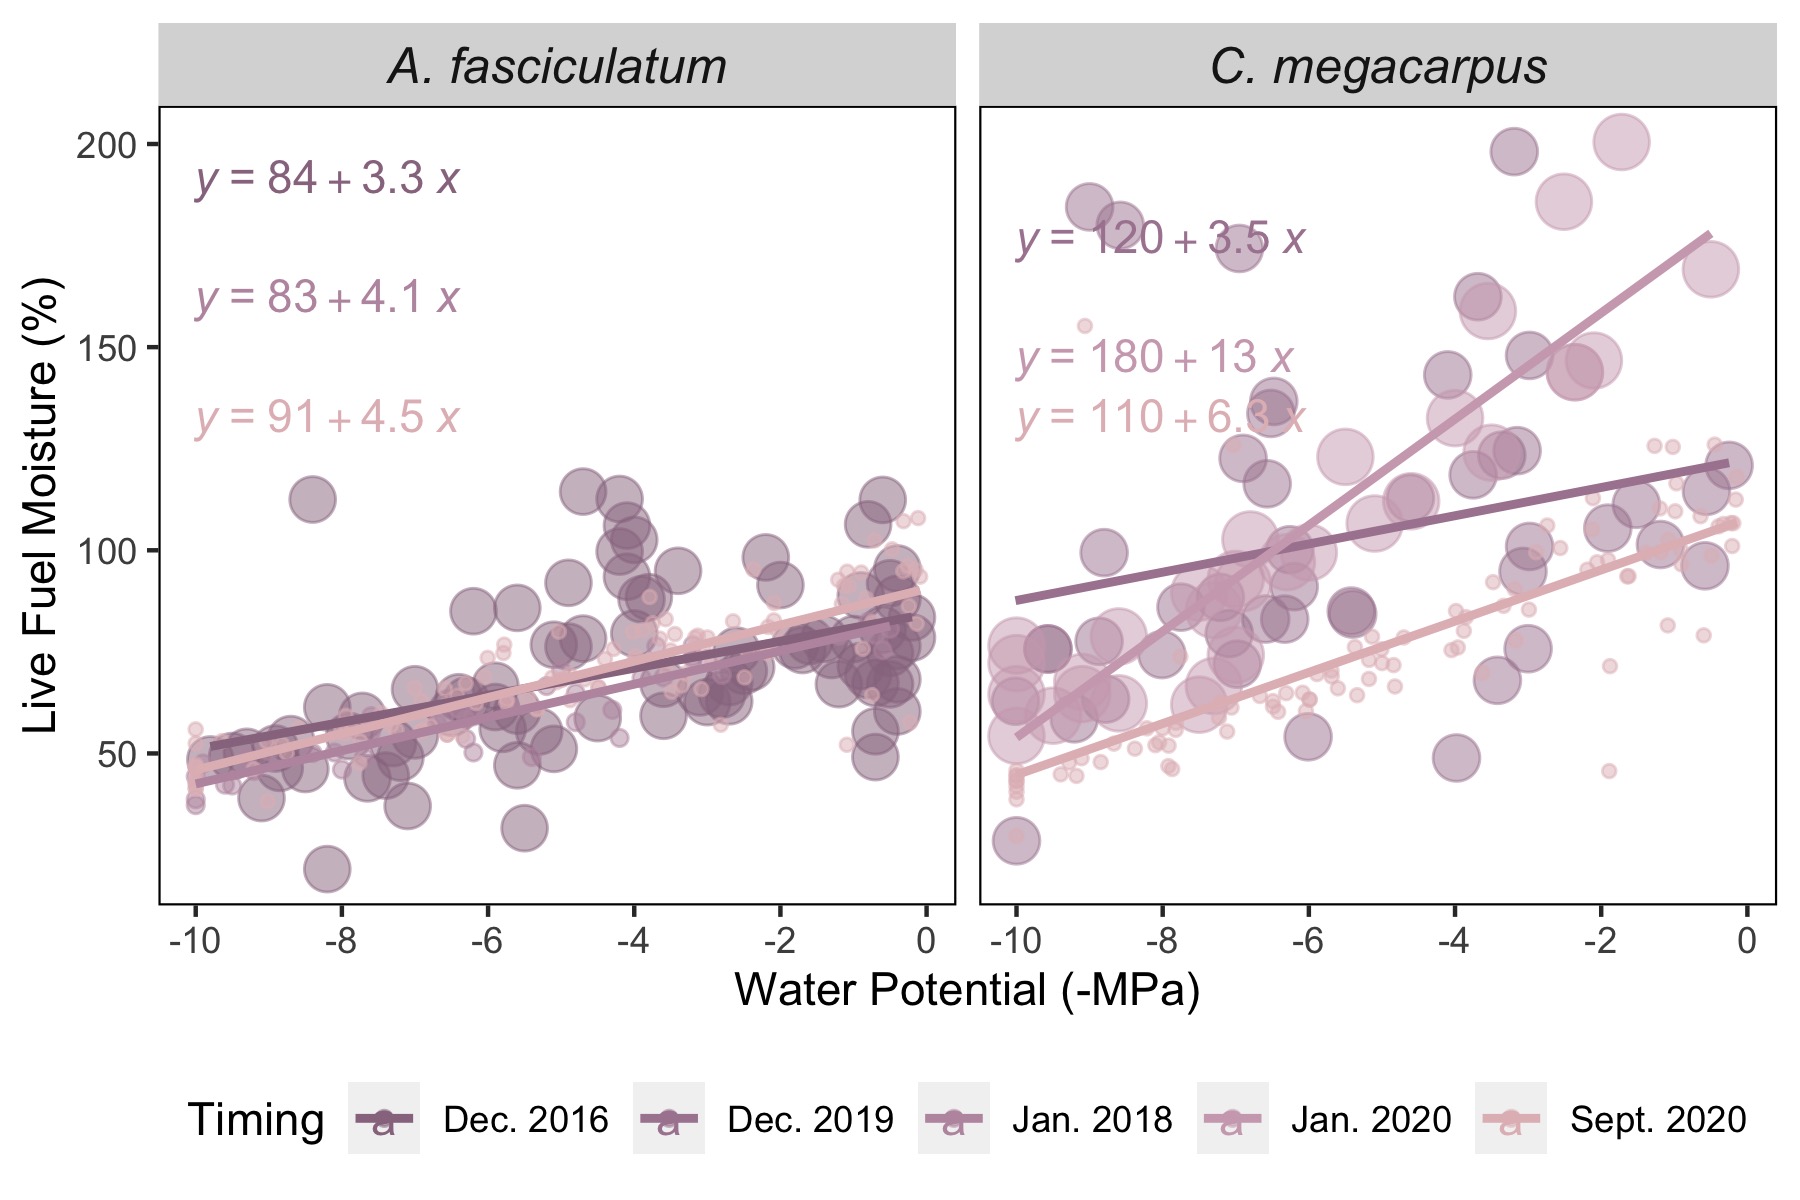 A. fasciculatum
C. megacarpus
Live Fuel Moisture (%)
200
150
100
50
y = 84 + 3.3 x
y = 83 + 4.1 x
y = 91 + 4.5 x
y = 120 + 3.5 x
y = 180 + 13 x
y = 110 + 6.3 x
-10 -8 -6 -4 -2 0
-10 -8 -6 -4 -2 0
Water Potential (-MPa)
Timing a Dec. 2016 a Dec. 2019 a Jan. 2018 a Jan. 2020 a Sept. 2020